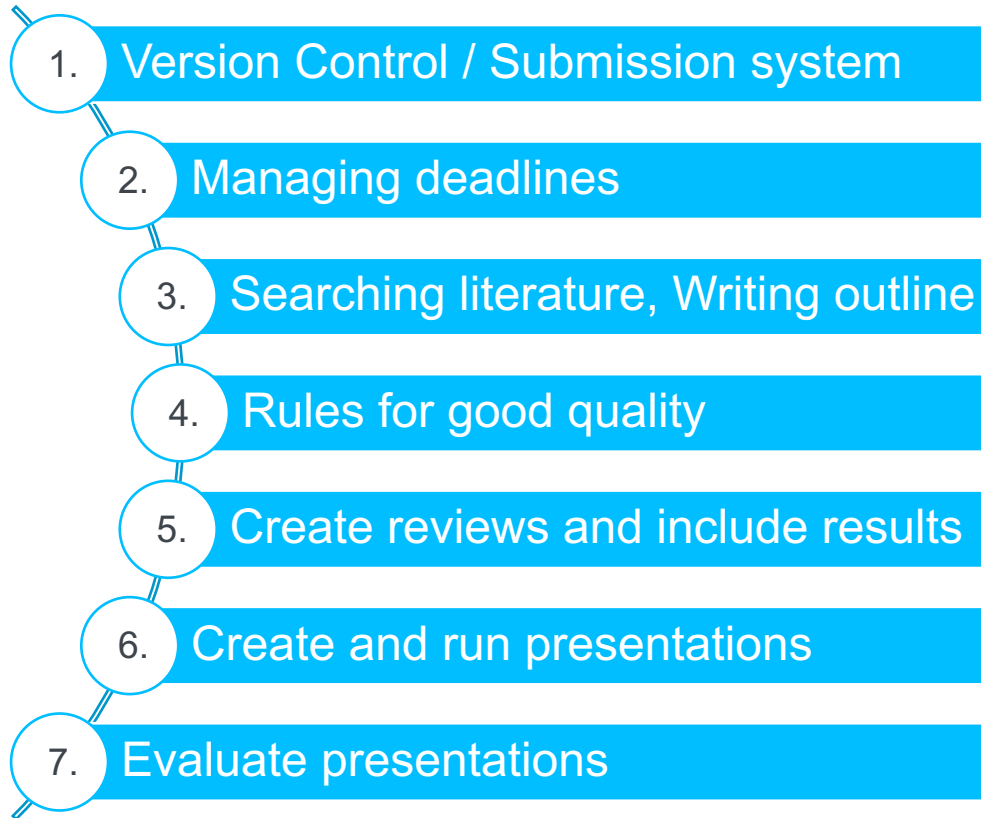 1. Version Control / Submission system
2. Managing deadlines
3. Searching literature, Writing outline
4. Rules for good quality
5. Create reviews and include results
6. Create and run presentations
7. Evaluate presentations